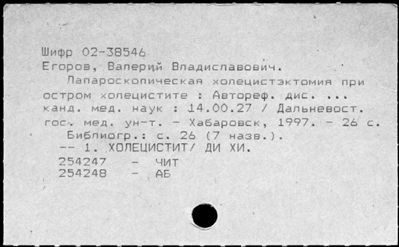 Шифр 02-38546
Егоров, Валерий Владиславович.
Лапароскопическая холецистэктомия при
остром холецистите : Автореф. дис. ...
канд. мед. наук : 14.00.27 / Дальневост.
гос. мед. ун-т. - Хабаровск, 1997. - 26 с.
Библиогр.: с. 26 (7 назв.).
-- 1. ХОЛЕЦИСТИТ/ ДИ ХИ.
254247 - ЧИТ
254248 - АБ